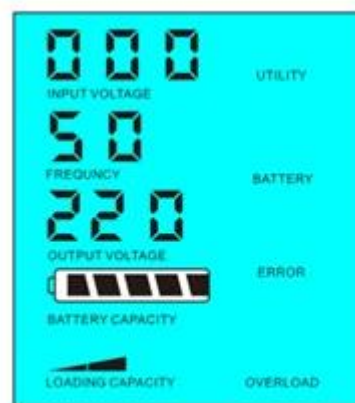 000
UTILITY
INPUT VOLTAGE
50
FREQUNCY
BATTERY
220
OUTPUT VOLTAGE
ERROR
BATTERY CAPACITY
LOADING CAPACITY
OVERLOAD